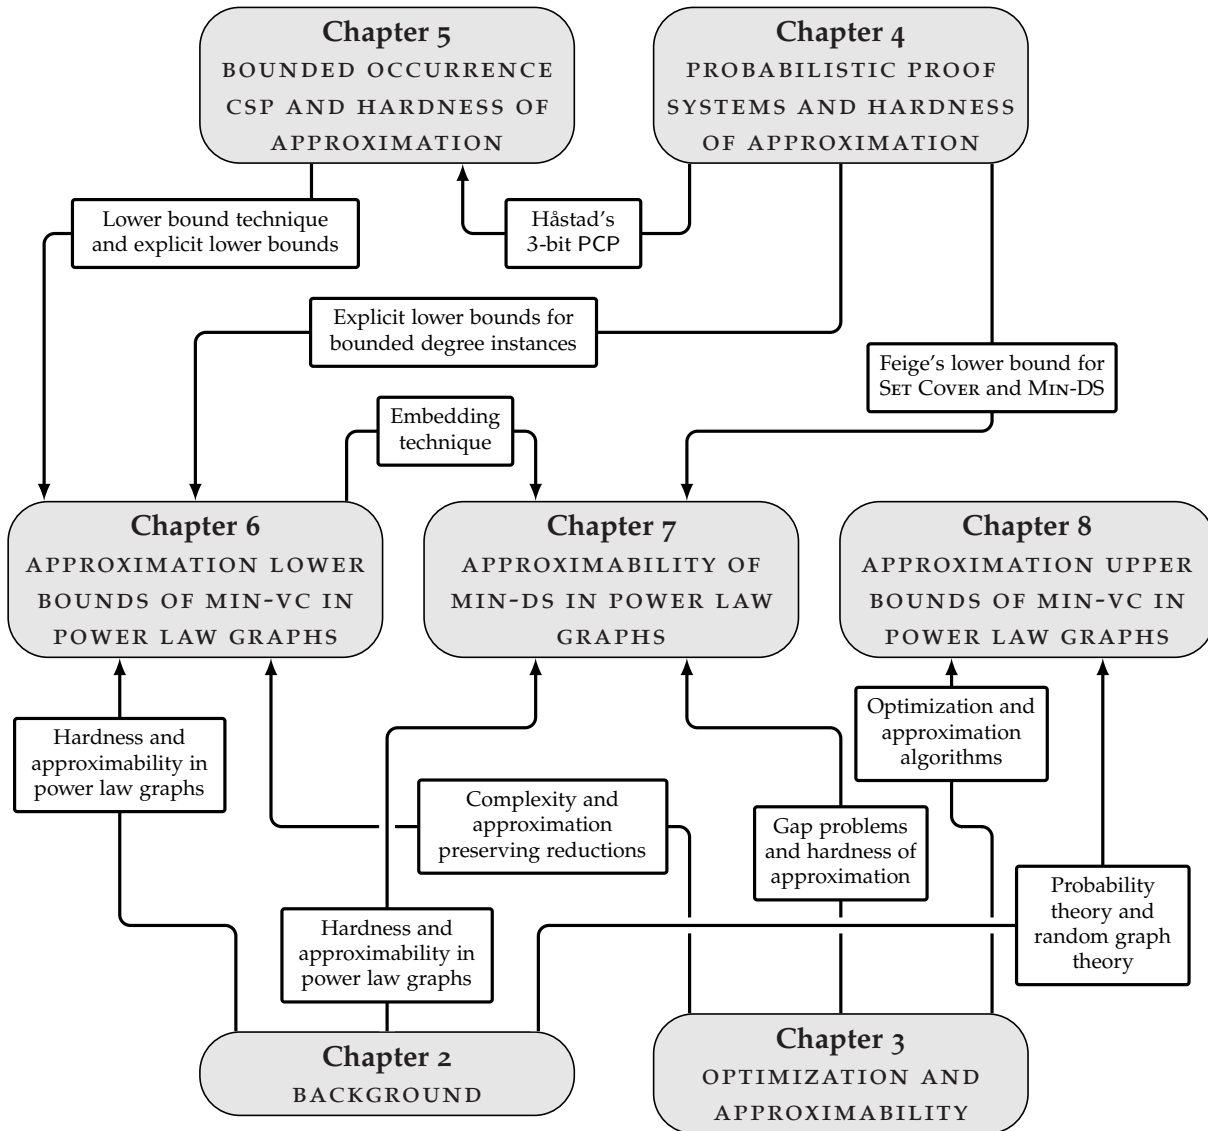 Chapter 5
BOUNDED OCCURRENCE
CSP AND HARDNESS OF
APPROXIMATION
Chapter 4
PROBABILISTIC PROOF
SYSTEMS AND HARDNESS
OF APPROXIMATION
Lower bound technique
and explicit lower bounds
Håstad's
3-bit PCP
Explicit lower bounds for
bounded degree instances
Feige's lower bound for
SET COVER and MIN-DS
Embedding
technique
Chapter 6
APPROXIMATION LOWER
BOUNDS OF MIN-VC IN
POWER LAW GRAPHS
Chapter 7
APPROXIMABILITY OF
MIN-DS IN POWER LAW
GRAPHS
Chapter 8
APPROXIMATION UPPER
BOUNDS OF MIN-VC IN
POWER LAW GRAPHS
Hardness and
approximability in
power law graphs
Optimization and
approximation
algorithms
Complexity and
approximation
preserving reductions
Gap problems
and hardness of
approximation
Probability
theory and
random graph
theory
Hardness and
approximability in
power law graphs
Chapter 2
BACKGROUND
Chapter 3
OPTIMIZATION AND
APPROXIMABILITY